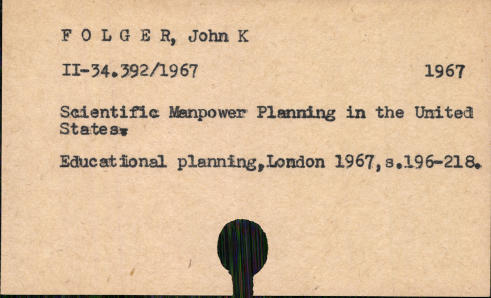 F O L G E R, John K
II-34.392/1967 1967
Scientific Manpower Planning in the United
States.
Educational planning,London 1967,s.196-218.